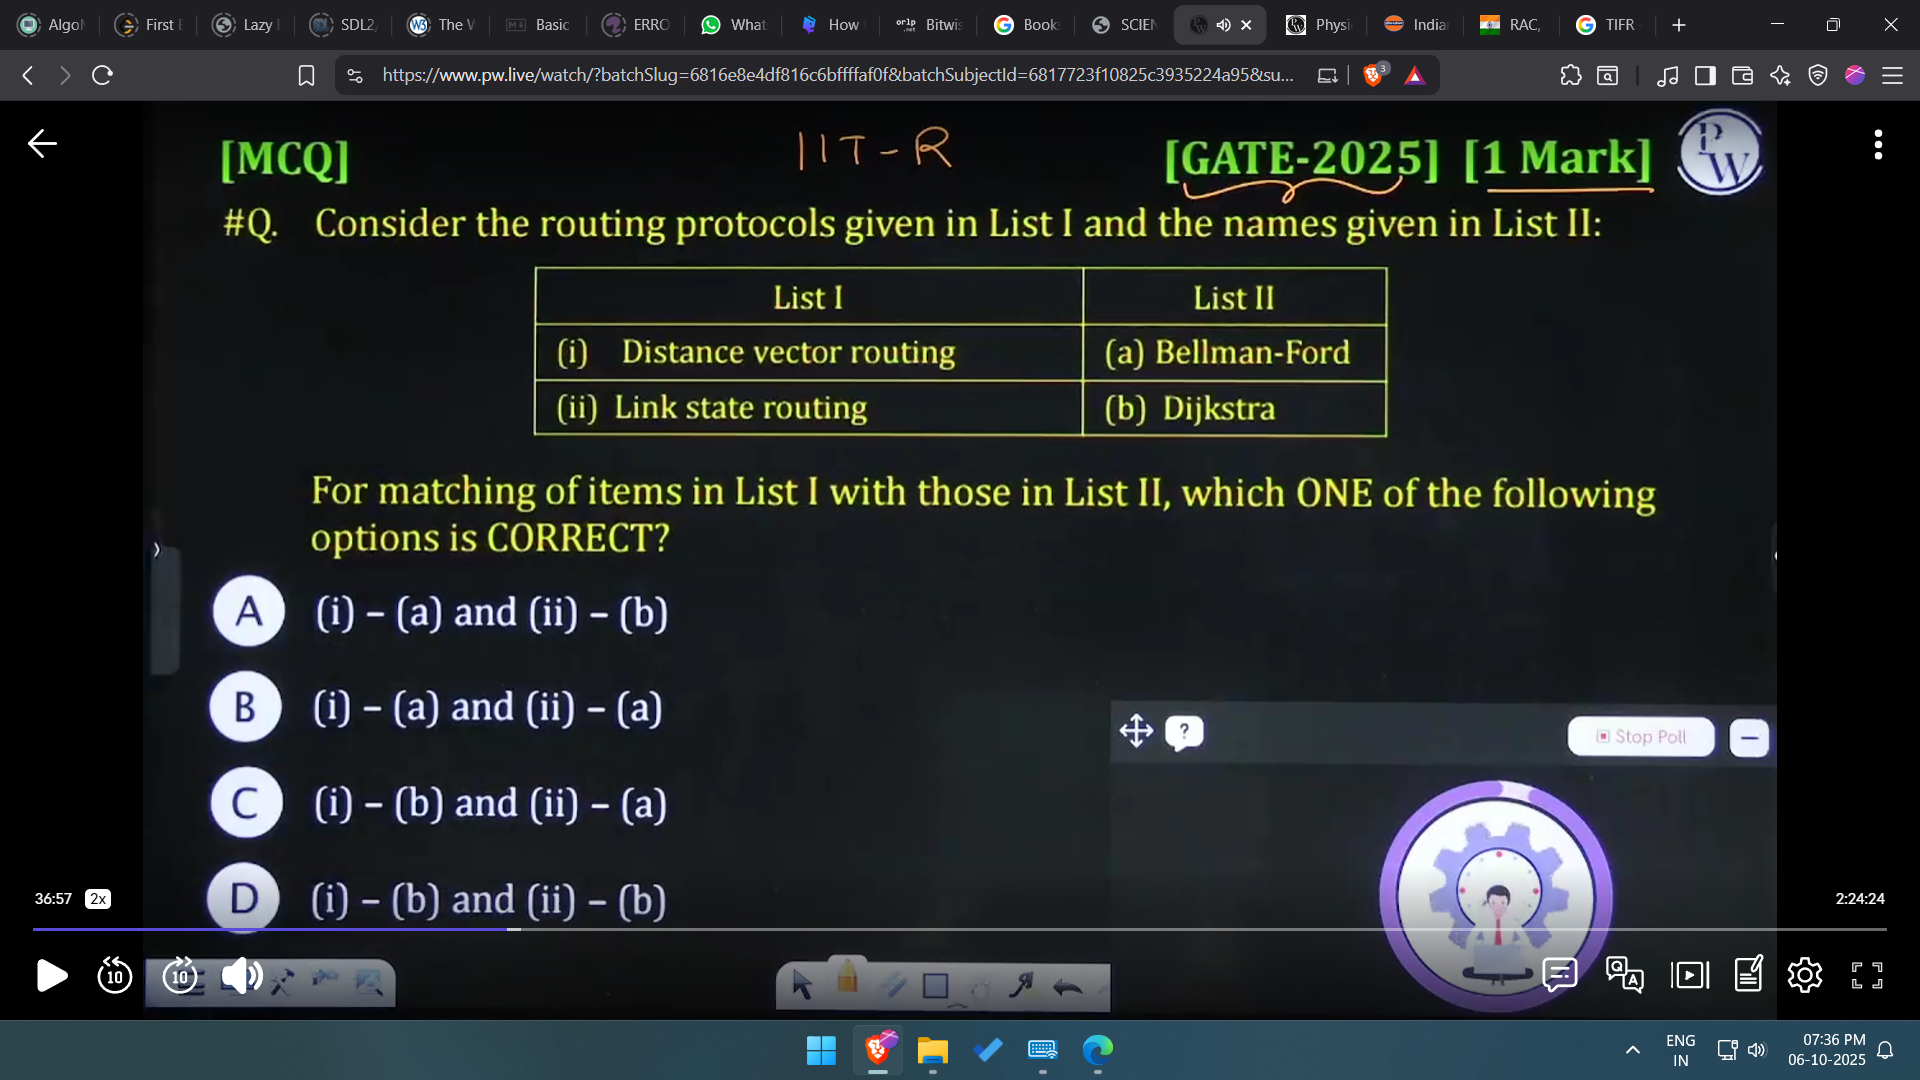 Algo
First E
Lazy
SDL2
The W
Basic
ERRO
What
How
Bitwi
Book
SCIEN
Physi
India
RAC,
TIFR
https://www.pw.live/watch/?batchSlug=6816e8e4df816c6bffffaf0f&batchSubjectId=6817723f10825c3935224a95&su...
3
[MCQ]
IIT-R
[GATE-2025] [1 Mark]
PW
#Q. Consider the routing protocols given in List I and the names given in List II:
List I List II
(i) Distance vector routing (a) Bellman-Ford
(ii) Link state routing (b) Dijkstra
For matching of items in List I with those in List II, which ONE of the following
options is CORRECT?
A (i) – (a) and (ii) – (b)
B (i) – (a) and (ii) – (a)
? Stop Poll
C (i) – (b) and (ii) – (a)
D (i) – (b) and (ii) – (b)
36:57 2x
2:24:24
10 10
ENG
IN
07:36 PM
06-10-2025